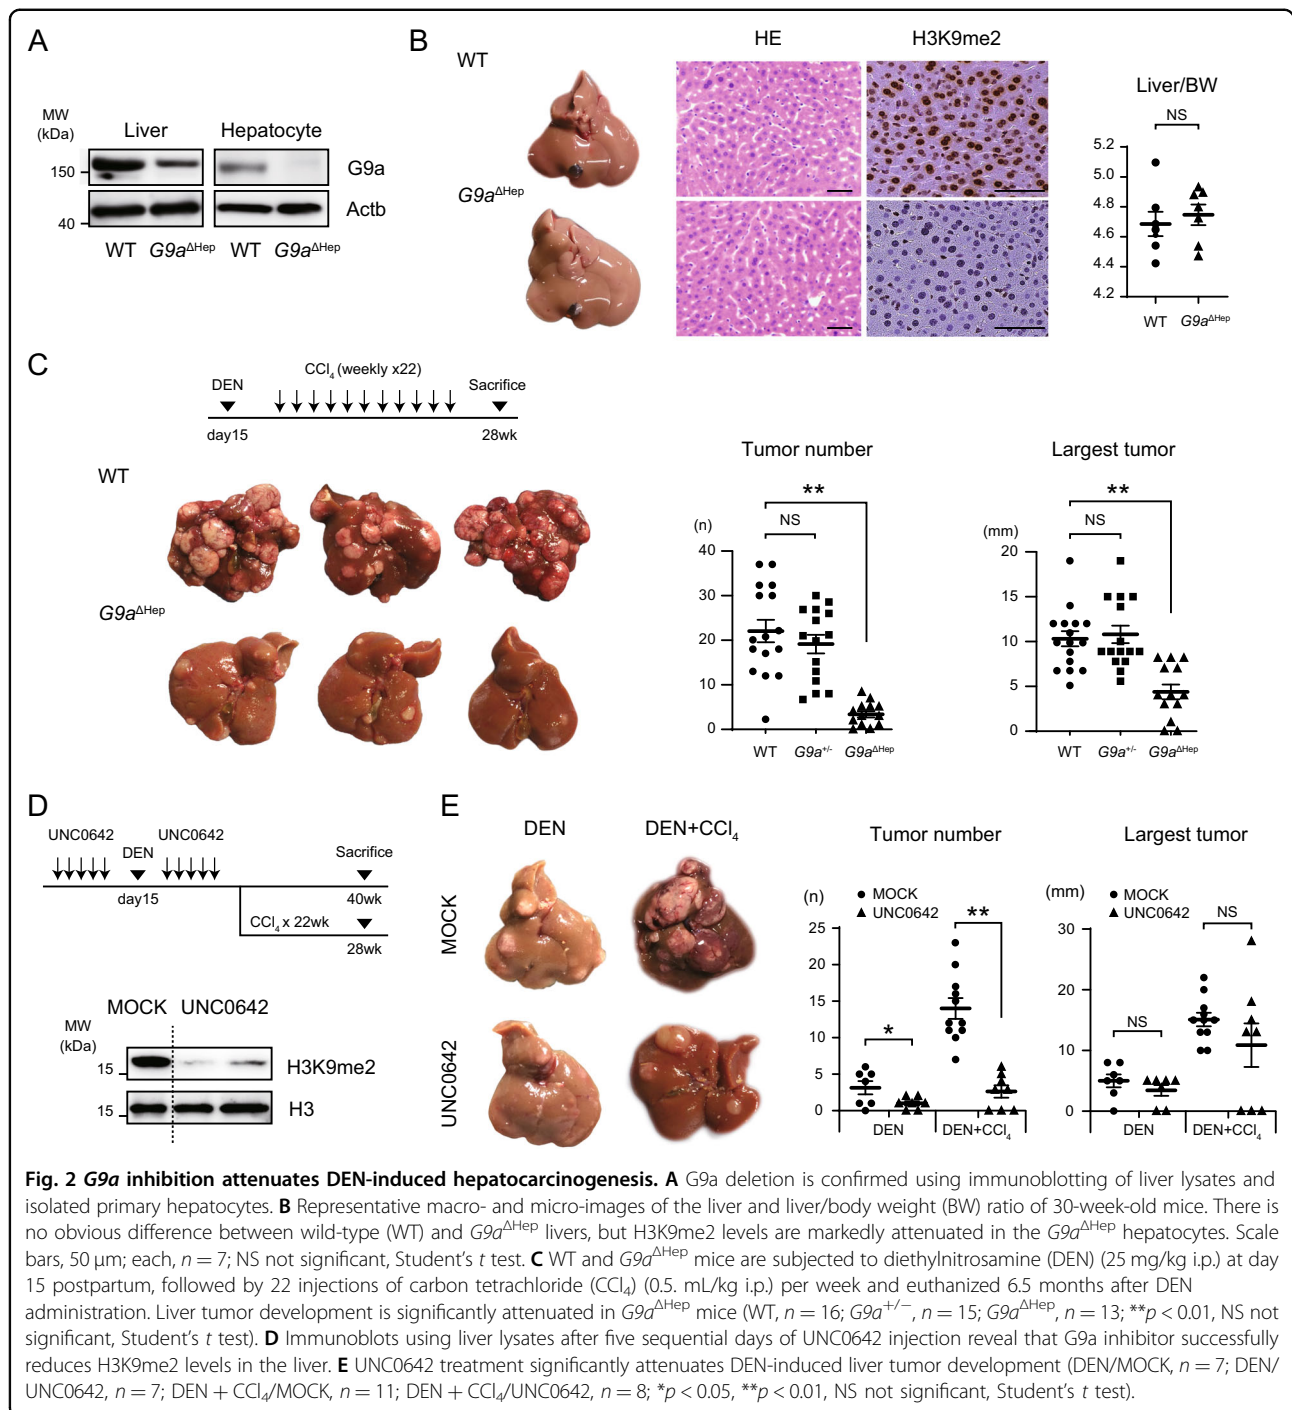 A
MW
(kDa)
Liver
Hepatocyte
150
G9a
40
Actb
WT
G9aΔHep
WT
G9aΔHep
B
HE
H3K9me2
WT
G9aΔHep
Liver/BW
NS
5.2
5.0
4.8
4.6
4.4
4.2
WT
G9aΔHep
C
CCl4 (weekly x22)
DEN
Sacrifice
day15
28wk
WT
G9aΔHep
Tumor number
**
(n)
NS
40
30
20
10
0
WT
G9a+/-
G9aΔHep
Largest tumor
**
(mm)
NS
20
15
10
5
0
WT
G9a+/-
G9aΔHep
D
UNC0642
UNC0642
DEN
Sacrifice
day15
40wk
CCl4 x 22wk
28wk
MOCK
UNC0642
MW
(kDa)
15
H3K9me2
15
H3
E
DEN
DEN+CCl4
MOCK
UNC0642
Tumor number
(n)
MOCK
UNC0642
**
*
25
20
15
10
5
0
DEN
DEN+CCl4
Largest tumor
(mm)
MOCK
UNC0642
NS
NS
30
20
10
0
DEN
DEN+CCl4
Fig. 2 G9a inhibition attenuates DEN-induced hepatocarcinogenesis. A G9a deletion is confirmed using immunoblotting of liver lysates and
isolated primary hepatocytes. B Representative macro- and micro-images of the liver and liver/body weight (BW) ratio of 30-week-old mice. There is
no obvious difference between wild-type (WT) and G9aΔHep livers, but H3K9me2 levels are markedly attenuated in the G9aΔHep hepatocytes. Scale
bars, 50 μm; each, n = 7; NS not significant, Student's t test. C WT and G9aΔHep mice are subjected to diethylnitrosamine (DEN) (25 mg/kg i.p.) at day
15 postpartum, followed by 22 injections of carbon tetrachloride (CCl4) (0.5. mL/kg i.p.) per week and euthanized 6.5 months after DEN
administration. Liver tumor development is significantly attenuated in G9aΔHep mice (WT, n = 16; G9a+/−, n = 15; G9aΔHep, n = 13; **p < 0.01, NS not
significant, Student's t test). D Immunoblots using liver lysates after five sequential days of UNC0642 injection reveal that G9a inhibitor successfully
reduces H3K9me2 levels in the liver. E UNC0642 treatment significantly attenuates DEN-induced liver tumor development (DEN/MOCK, n = 7; DEN/
UNC0642, n = 7; DEN + CCl4/MOCK, n = 11; DEN + CCl4/UNC0642, n = 8; *p < 0.05, **p < 0.01, NS not significant, Student's t test).